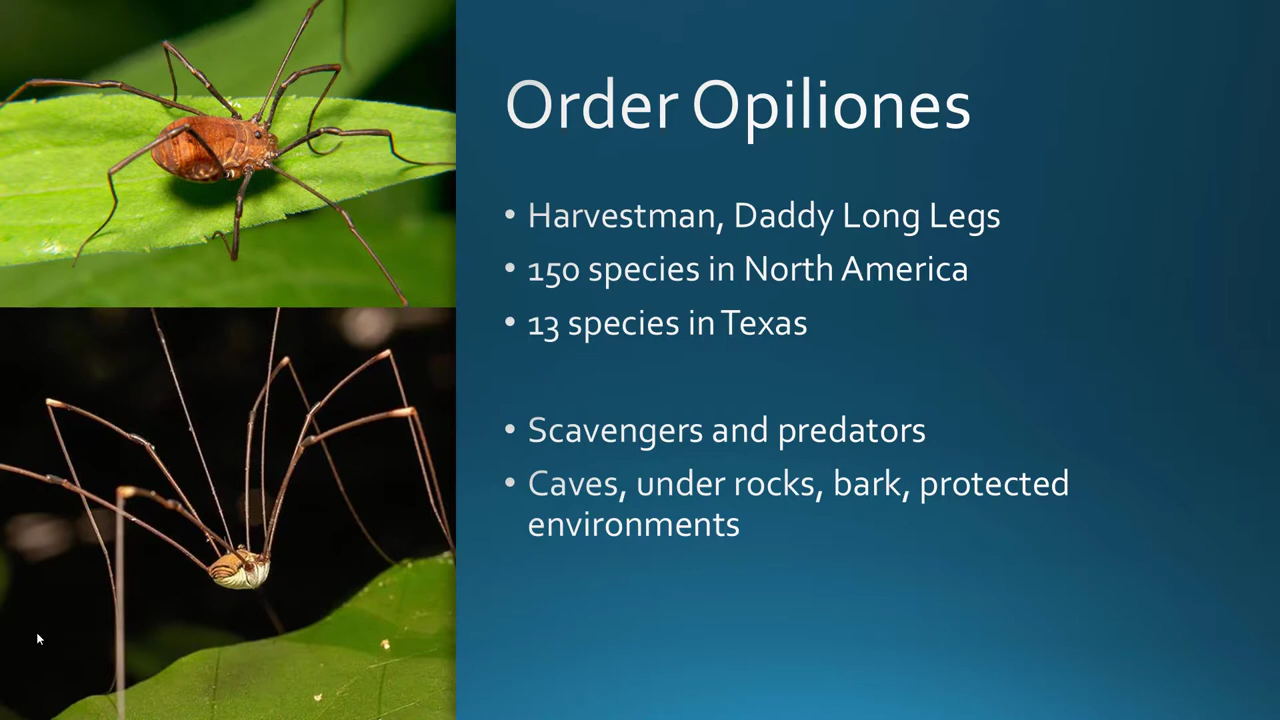 Order Opiliones
• Harvestman, Daddy Long Legs
• 150 species in North America
• 13 species in Texas
• Scavengers and predators
• Caves, under rocks, bark, protected
environments